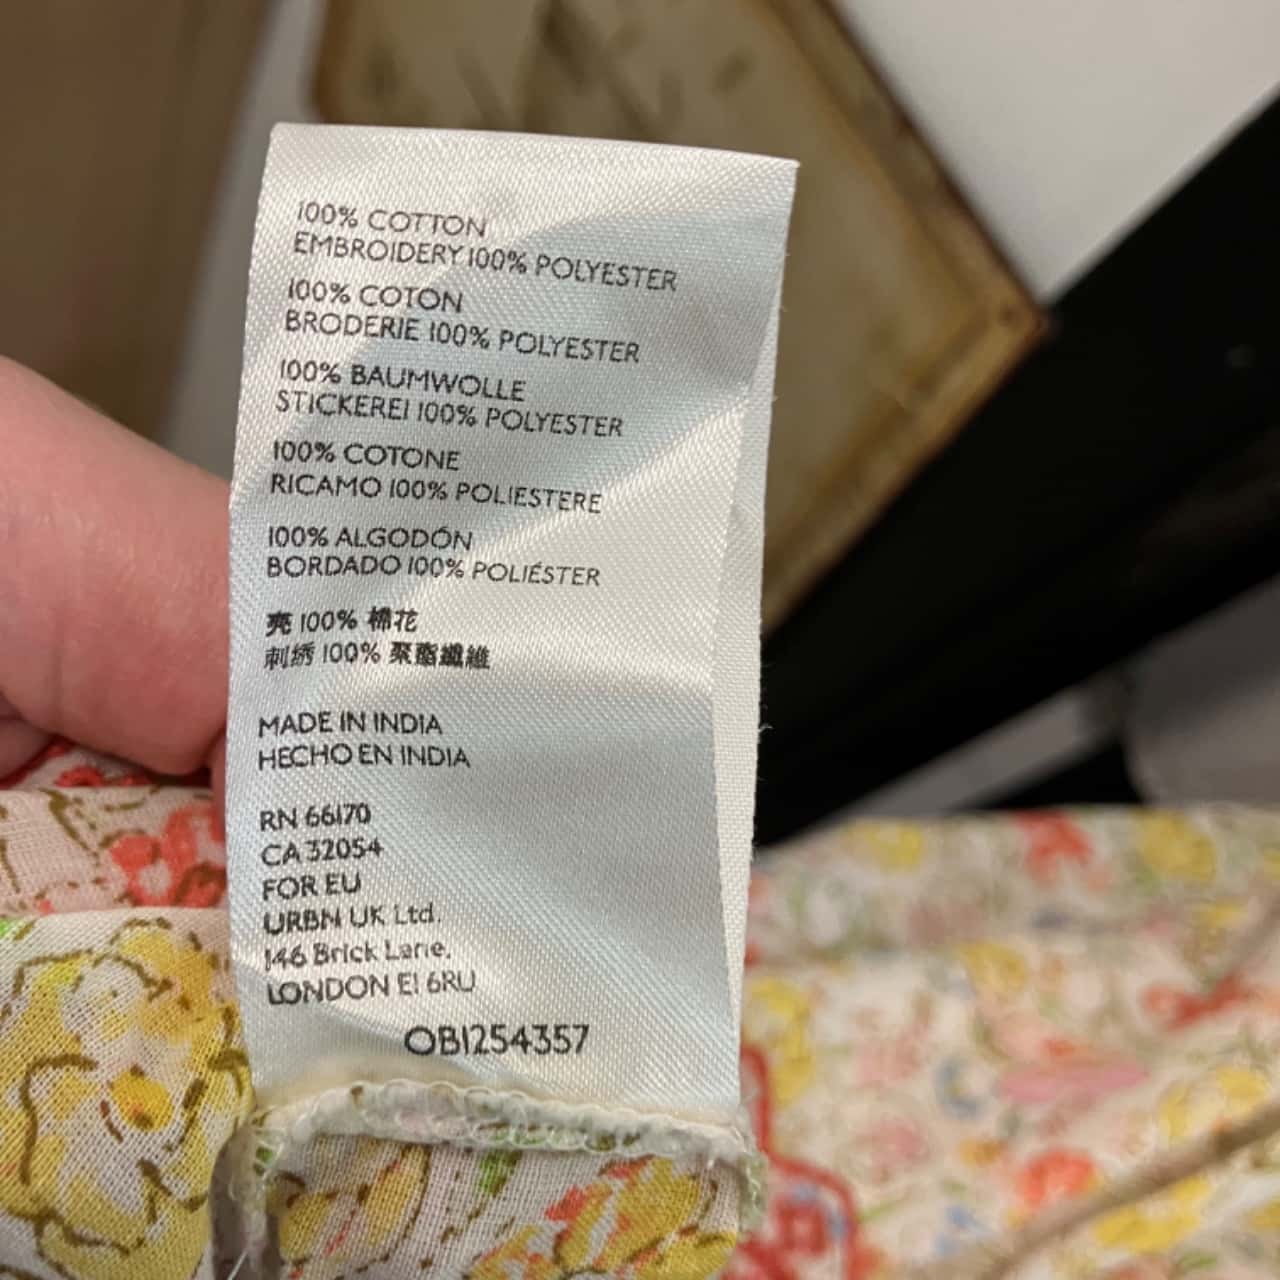 100% COTTON
EMBROIDERY 100% POLYESTER
100% COTON
BRODERIE 100% POLYESTER
100% BAUMWOLLE
STICKEREI 100% POLYESTER
100% COTONE
RICAMO 100% POLIESTERE
100% ALGODÓN
BORDADO 100% POLIÉSTER
100% 棉花
刺绣 100% 聚酯纖維
MADE IN INDIA
HECHO EN INDIA
RN 66170
CA 32054
FOR EU
URBN UK Ltd.
146 Brick Lane,
LONDON E1 6RU
OB1254357